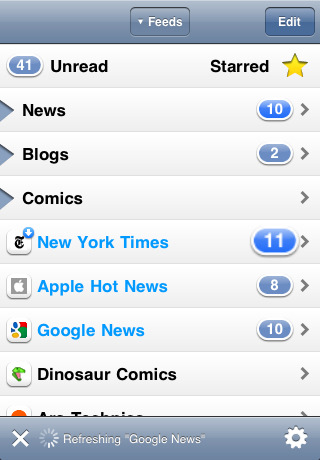 ▼ Feeds
Edit
41 Unread Starred
News 10
Blogs 2
Comics
New York Times 11
Apple Hot News 8
Google News 10
Dinosaur Comics
Ars Technica
Refreshing "Google News"